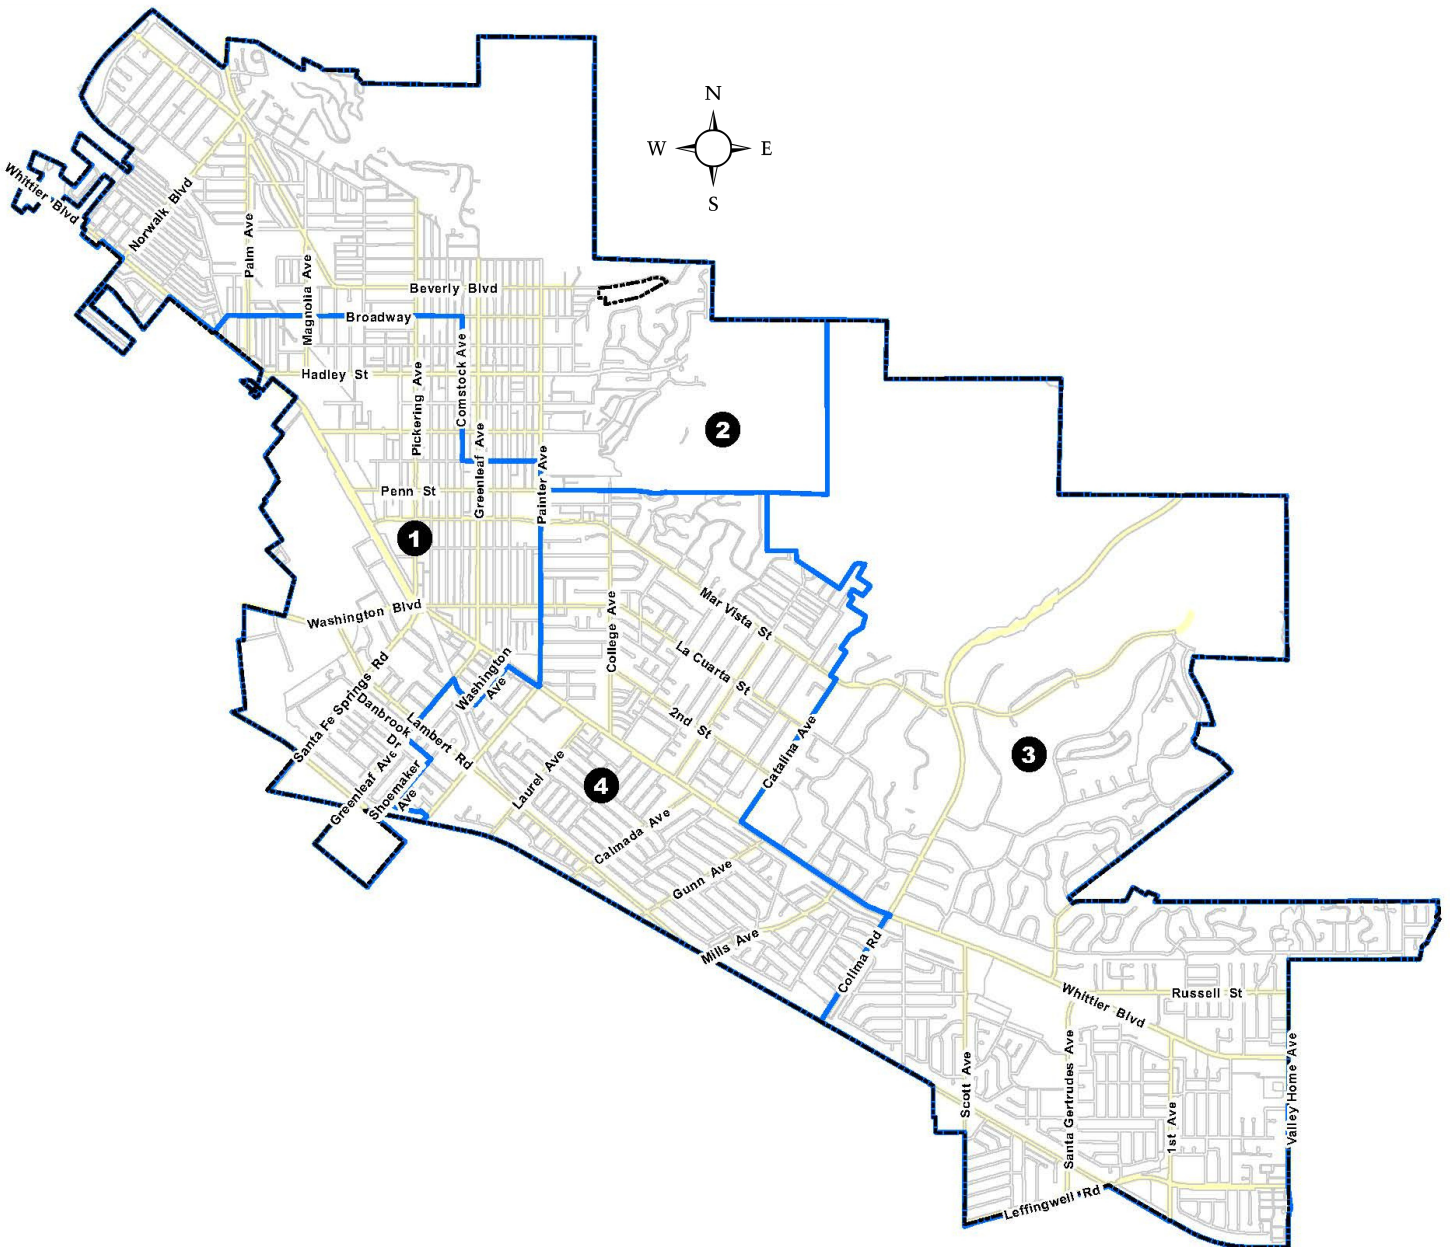 N
W E
S
Whittier Blvd
Norwalk Blvd
Palm Ave
Magnolia Ave
Beverly Blvd
Broadway
Hadley St
Pickering Ave
Comstock Ave
Greenleaf Ave
Painter Ave
2
Penn St
1
Washington Blvd
College Ave
Mar Vista St
La Cuarta St
2nd St
Washington
Ave
Santa Fe Springs Rd
Danbrook
Dr
Lambert Rd
Greenleaf Ave
Shoemaker
Ave
Laurel Ave
4
Catalina Ave
3
Calmada Ave
Gunn Ave
Mills Ave
Colima Rd
Whittier Blvd
Russell St
Scott Ave
Santa Gertrudes Ave
1st Ave
Valley Home Ave
Leffingwell Rd